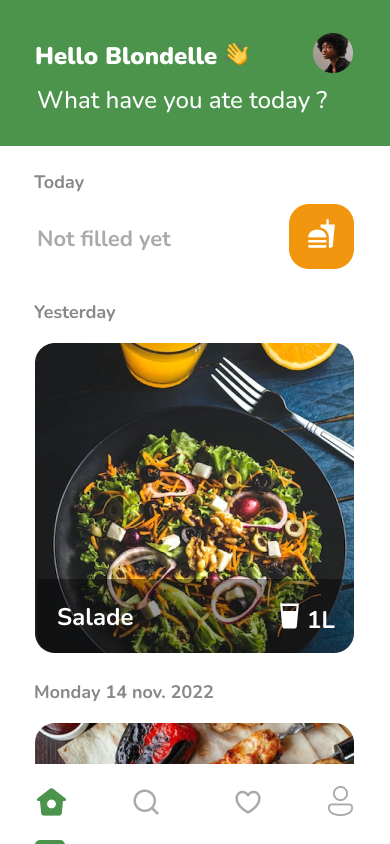 Hello Blondelle 👋
What have you ate today ?
Today
Not filled yet
Yesterday
Salade
1L
Monday 14 nov. 2022